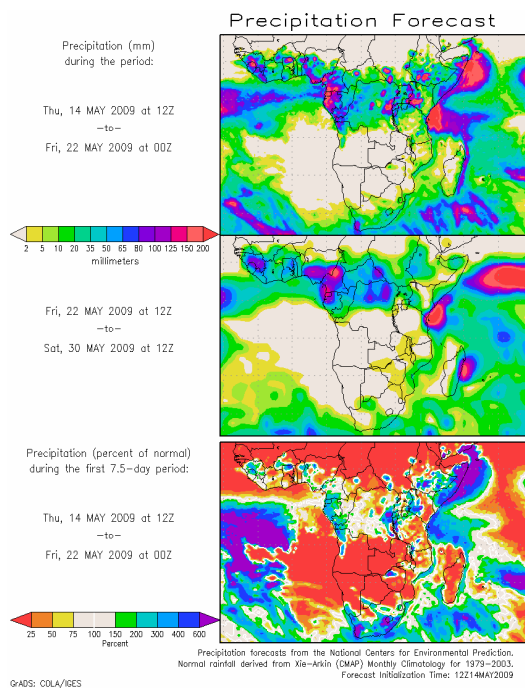 Precipitation Forecast
Precipitation (mm)
during the period:
Thu, 14 MAY 2009 at 12Z
—to—
Fri, 22 MAY 2009 at 00Z
2 5 10 20 35 50 65 80 100 125 150 200
millimeters
Fri, 22 MAY 2009 at 12Z
—to—
Sat, 30 MAY 2009 at 12Z
Precipitation (percent of normal)
during the first 7.5-day period:
Thu, 14 MAY 2009 at 12Z
—to—
Fri, 22 MAY 2009 at 00Z
25 50 75 100 150 200 300 400 600
Percent
Precipitation forecasts from the National Centers for Environmental Prediction.
Normal rainfall derived from Xie-Arkin (CMAP) Monthly Climatology for 1979-2003.
Forecast Initialization Time: 12Z14MAY2009
GrADS: COLA/IGES